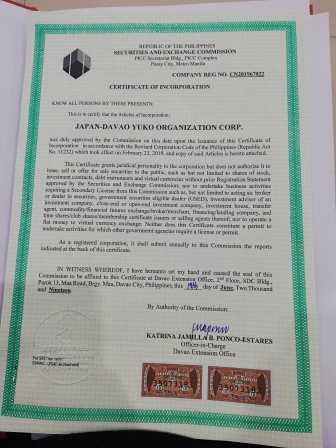 REPUBLIC OF THE PHILIPPINES
SECURITIES AND EXCHANGE COMMISSION
PICC Secretariat Bldg., PICC Complex
Pasay City, Metro Manila
COMPANY REG NO. CN201967022
CERTIFICATE OF INCORPORATION
KNOW ALL PERSONS BY THESE PRESENTS:
This is to certify that the Articles of Incorporation of
JAPAN-DAVAO YUKO ORGANIZATION CORP.
was duly approved by the Commission on this date upon the issuance of this Certificate of
Incorporation in accordance with the Revised Corporation Code of the Philippines (Republic Act
No. 11232) which took effect on February 23, 2019, and copy of said Articles is hereto attached.
This Certificate grants juridical personality to the corporation but does not authorize it to
issue, sell or offer for sale securities to the public, such as but not limited to shares of stock,
investment contracts, debt instruments and virtual currencies without prior Registration Statement
approved by the Securities and Exchange Commission; nor to undertake business activities
requiring a Secondary License from this Commission such as, but not limited to acting as: broker
or dealer in securities, government securities eligible dealer (GSED), investment adviser of an
investment company, close-end or open-end investment company, investment house, transfer
agent, commodity/financial futures exchange/broker/merchant, financing/lending company, and
time shares/club shares/membership certificate issuers or selling agents thereof; nor to operate a
fiat money to virtual currency exchange. Neither does this Certificate constitute a permit to
undertake activities for which other government agencies require a license or permit.
As a registered corporation, it shall submit annually to this Commission the reports
indicated at the back of this certificate.
IN WITNESS WHEREOF, I have hereunto set my hand and caused the seal of this
Commission to be affixed to this Certificate at Davao Extension Office, 2nd Floor, SDC Bldg.,
Purok 13, Maa Road, Brgy. Maa, Davao City, Philippines, this day of June, Two Thousand
and Nineteen.
By Authority of the Commission:
KATRINA JAMILLA B. PONCO-ESTARES
Officer-in-Charge
Davao Extension Office